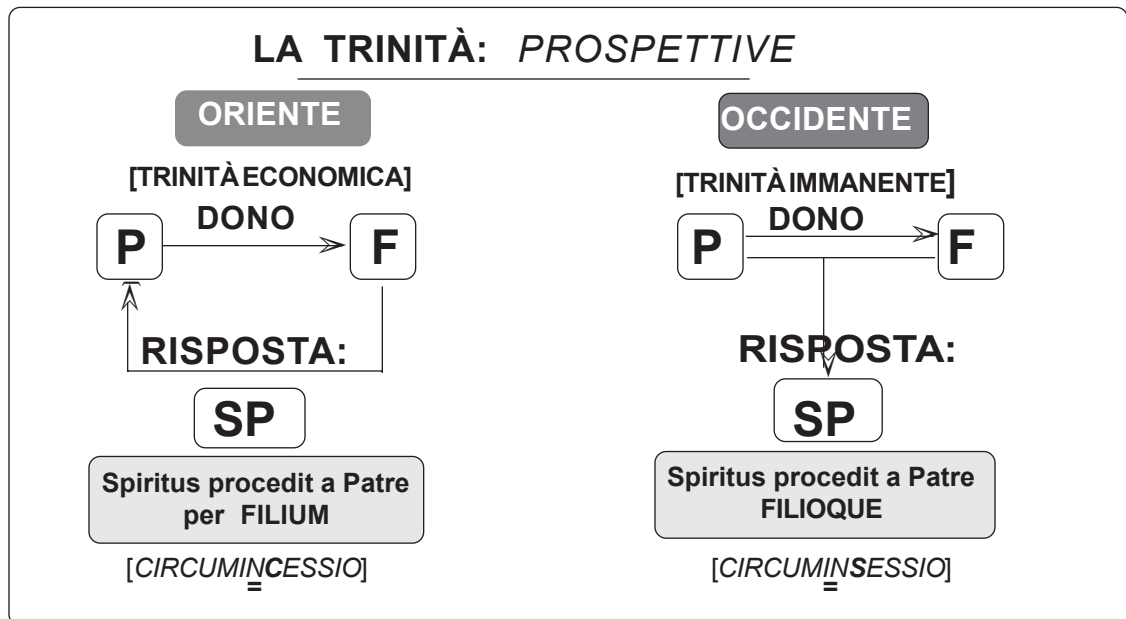 LA TRINITÀ: PROSPETTIVE
ORIENTE
[TRINITÀ ECONOMICA]
DONO
P
F
RISPOSTA:
SP
Spiritus procedit a Patre
per FILIUM
[CIRCUMINCESSIO]
=
OCCIDENTE
[TRINITÀ IMMANENTE]
DONO
P
F
RISPOSTA:
SP
Spiritus procedit a Patre
FILIOQUE
[CIRCUMINSESSIO]
=